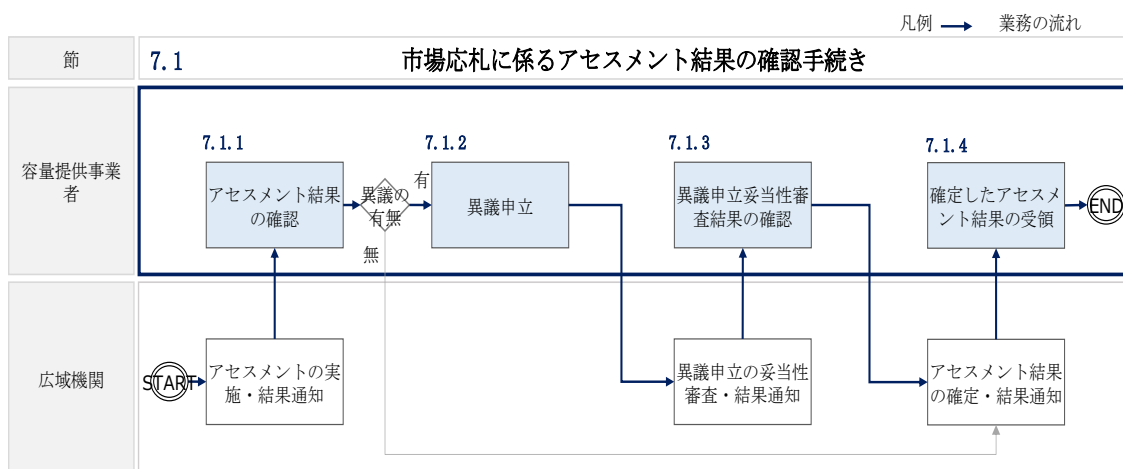 凡例 業務の流れ
節
7.1 市場応札に係るアセスメント結果の確認手続き
容量提供事業
者
7.1.1
アセスメント結果
の確認
異議の
有無
有
無
7.1.2
異議申立
7.1.3
異議申立妥当性審
査結果の確認
7.1.4
確定したアセスメ
ント結果の受領
END
広域機関
START
アセスメントの実
施・結果通知
異議申立の妥当性
審査・結果通知
アセスメント結果
の確定・結果通知